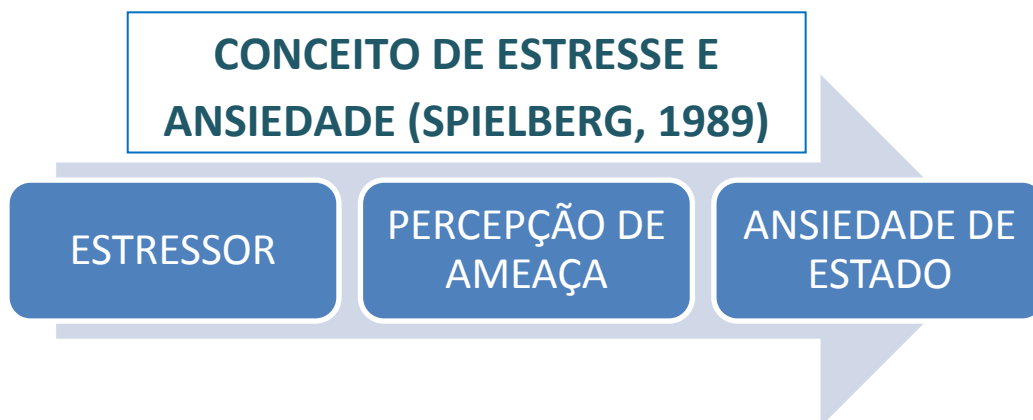 CONCEITO DE ESTRESSE E
ANSIEDADE (SPIELBERG, 1989)
ESTRESSOR
PERCEPÇÃO DE
AMEAÇA
ANSIEDADE DE
ESTADO